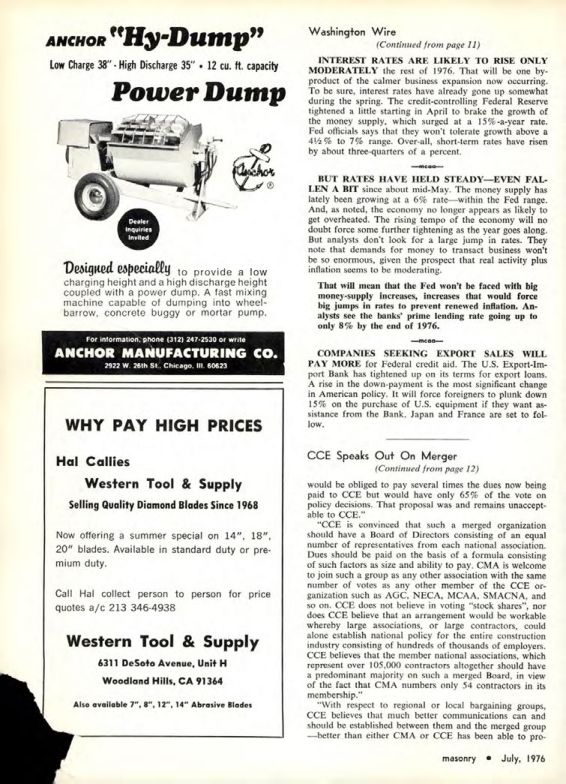 ANCHOR "Hy-Dump"
Low Charge 38" - High Discharge 35" • 12 cu. ft. capacity
Power Dump
Anchor
®
Dealer
Inquiries
Invited
Designed especially to provide a low
charging height and a high discharge height
coupled with a power dump. A fast mixing
machine capable of dumping into wheel-
barrow, concrete buggy or mortar pump.
For information, phone (312) 247-2530 or write
ANCHOR MANUFACTURING CO.
2922 W. 26th St., Chicago, Ill. 60623
WHY PAY HIGH PRICES
Hal Callies
Western Tool & Supply
Selling Quality Diamond Blades Since 1968
Now offering a summer special on 14", 18",
20" blades. Available in standard duty or pre-
mium duty.
Call Hal collect person to person for price
quotes a/c 213 346-4938
Western Tool & Supply
6311 DeSoto Avenue, Unit H
Woodland Hills, CA 91364
Also available 7", 8", 12", 14" Abrasive Blades
Washington Wire
(Continued from page 11)
INTEREST RATES ARE LIKELY TO RISE ONLY
MODERATELY the rest of 1976. That will be one by-
product of the calmer business expansion now occurring.
To be sure, interest rates have already gone up somewhat
during the spring. The credit-controlling Federal Reserve
tightened a little starting in April to brake the growth of
the money supply, which surged at a 15%-a-year rate.
Fed officials says that they won't tolerate growth above a
4½% to 7% range. Over-all, short-term rates have risen
by about three-quarters of a percent.
—mcaa—
BUT RATES HAVE HELD STEADY—EVEN FAL-
LEN A BIT since about mid-May. The money supply has
lately been growing at a 6% rate—within the Fed range.
And, as noted, the economy no longer appears as likely to
get overheated. The rising tempo of the economy will no
doubt force some further tightening as the year goes along.
But analysts don't look for a large jump in rates. They
note that demands for money to transact business won't
be so enormous, given the prospect that real activity plus
inflation seems to be moderating.
That will mean that the Fed won't be faced with big
money-supply increases, increases that would force
big jumps in rates to prevent renewed inflation. An-
alysts see the banks' prime lending rate going up to
only 8% by the end of 1976.
—mcaa—
COMPANIES SEEKING EXPORT SALES WILL
PAY MORE for Federal credit aid. The U.S. Export-Im-
port Bank has tightened up on its terms for export loans.
A rise in the down-payment is the most significant change
in American policy. It will force foreigners to plunk down
15% on the purchase of U.S. equipment if they want as-
sistance from the Bank. Japan and France are set to fol-
low.
CCE Speaks Out On Merger
(Continued from page 12)
would be obliged to pay several times the dues now being
paid to CCE but would have only 65% of the vote on
policy decisions. That proposal was and remains unaccept-
able to CCE."
"CCE is convinced that such a merged organization
should have a Board of Directors consisting of an equal
number of representatives from each national association.
Dues should be paid on the basis of a formula consisting
of such factors as size and ability to pay. CMA is welcome
to join such a group as any other association with the same
number of votes as any other member of the CCE or-
ganization such as AGC, NECA, MCAA, SMACNA, and
so on. CCE does not believe in voting "stock shares", nor
does CCE believe that an arrangement would be workable
whereby large associations, or large contractors, could
alone establish national policy for the entire construction
industry consisting of hundreds of thousands of employers.
CCE believes that the member national associations, which
represent over 105,000 contractors altogether should have
a predominant majority on such a merged Board, in view
of the fact that CMA numbers only 54 contractors in its
membership."
"With respect to regional or local bargaining groups,
CCE believes that much better communications can and
should be established between them and the merged group
—better than either CMA or CCE has been able to pro-
masonry • July, 1976